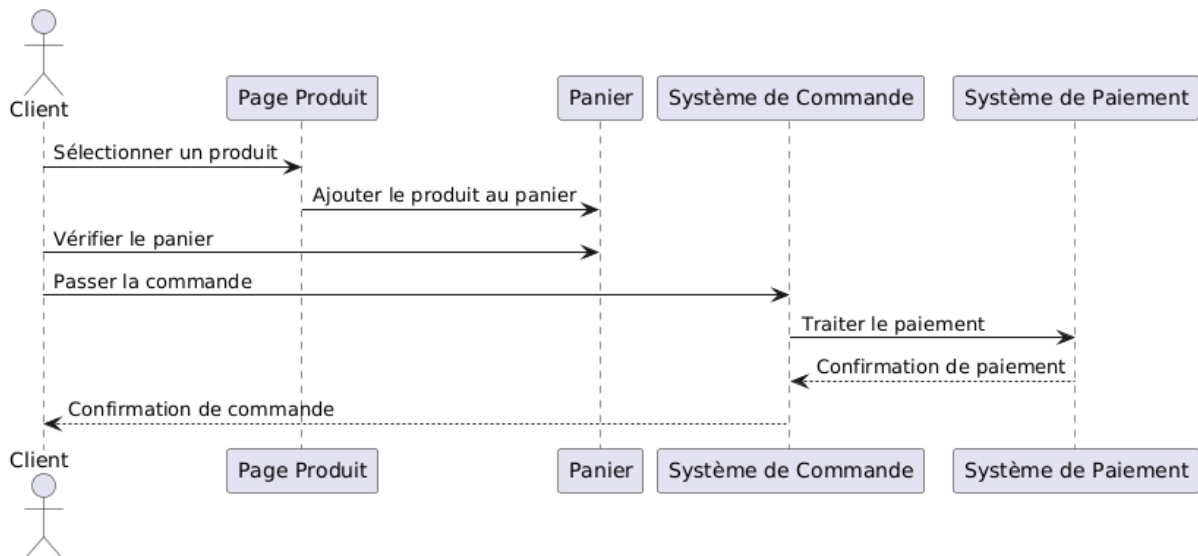 Client
Page Produit
Panier
Système de Commande
Système de Paiement
Sélectionner un produit
Ajouter le produit au panier
Vérifier le panier
Passer la commande
Traiter le paiement
Confirmation de paiement
Confirmation de commande
Client
Page Produit
Panier
Système de Commande
Système de Paiement